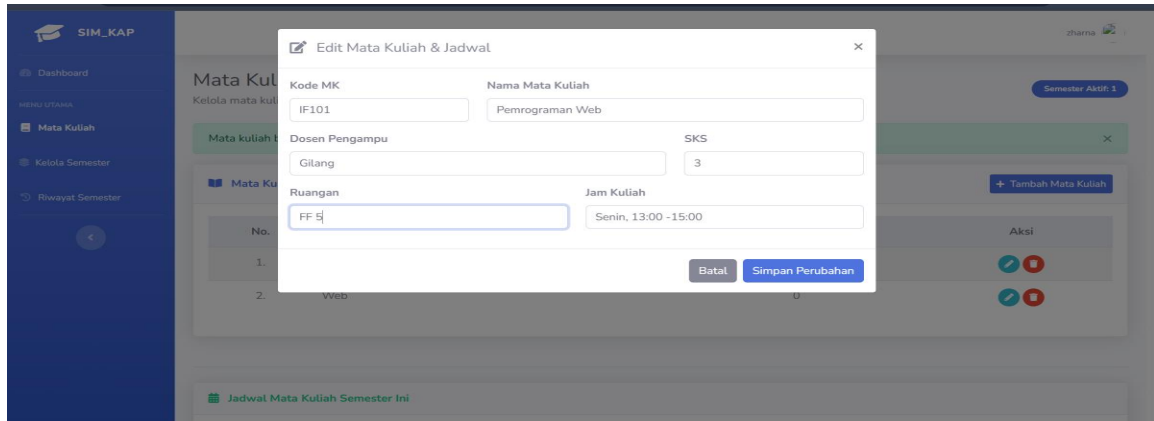 SIM_KAP
zhama
Dashboard
MENU UTAMA
Mata Kuliah
Kelola Semester
Riwayat Semester
Mata Kul
Kelola mata kuli
Semester Aktif: 1
Mata kuliah b
×
Mata Ku
+ Tambah Mata Kuliah
No.
Aksi
1.
2. Web 0
Jadwal Mata Kuliah Semester Ini
Edit Mata Kuliah & Jadwal ×
Kode MK Nama Mata Kuliah
IF101 Pemrograman Web
Dosen Pengampu SKS
Gilang 3
Ruangan Jam Kuliah
FF 5 Senin, 13:00 -15:00
Batal Simpan Perubahan